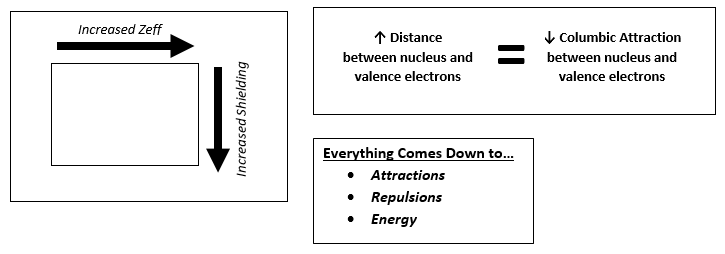 Increased Zeff
Increased Shielding
↑ Distance
between nucleus and
valence electrons
=
↓ Columbic Attraction
between nucleus and
valence electrons
Everything Comes Down to...
• Attractions
• Repulsions
• Energy